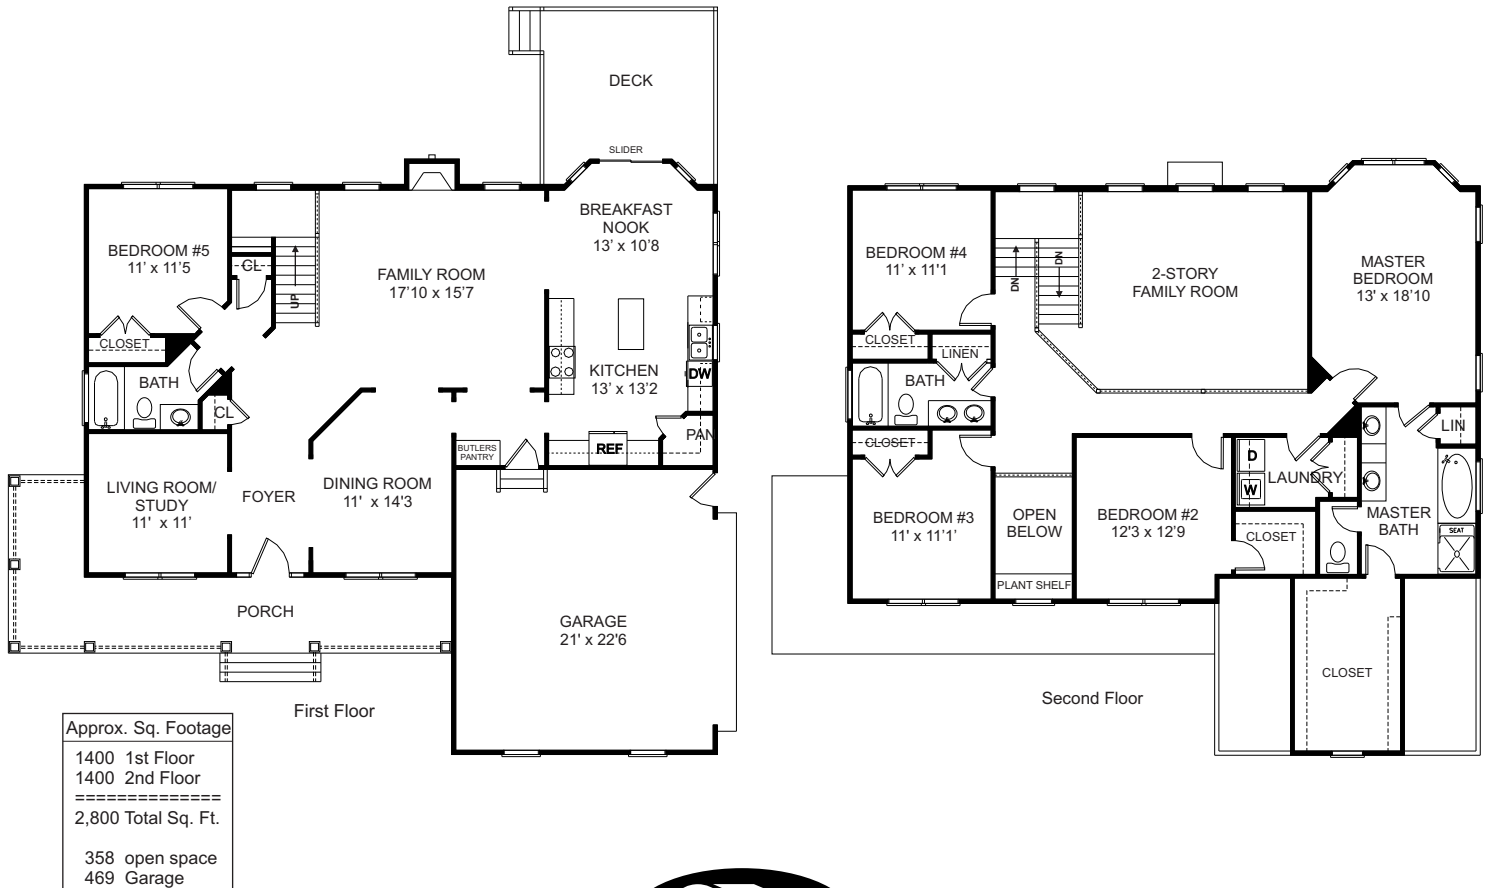 DECK
SLIDER
BREAKFAST
NOOK
13’ x 10’8
BEDROOM #5
11’ x 11’5
CL
UP
FAMILY ROOM
17’10 x 15’7
CLOSET
BATH
CL
KITCHEN
13’ x 13’2
DW
PAN
REF
BUTLERS
PANTRY
LIVING ROOM/
STUDY
11' x 11’
FOYER
DINING ROOM
11' x 14'3
PORCH
GARAGE
21' x 22'6
First Floor
Approx. Sq. Footage
1400 1st Floor
1400 2nd Floor
==============
2,800 Total Sq. Ft.
358 open space
469 Garage
BEDROOM #4
11’ x 11'1
DN
DN
2-STORY
FAMILY ROOM
MASTER
BEDROOM
13' x 18’10
CLOSET
LINEN
BATH
CLOSET
LIN
D
W
LAUNDRY
BEDROOM #3
11' x 11’1’
OPEN
BELOW
PLANT SHELF
BEDROOM #2
12'3 x 12’9
CLOSET
MASTER
BATH
SEAT
CLOSET
Second Floor